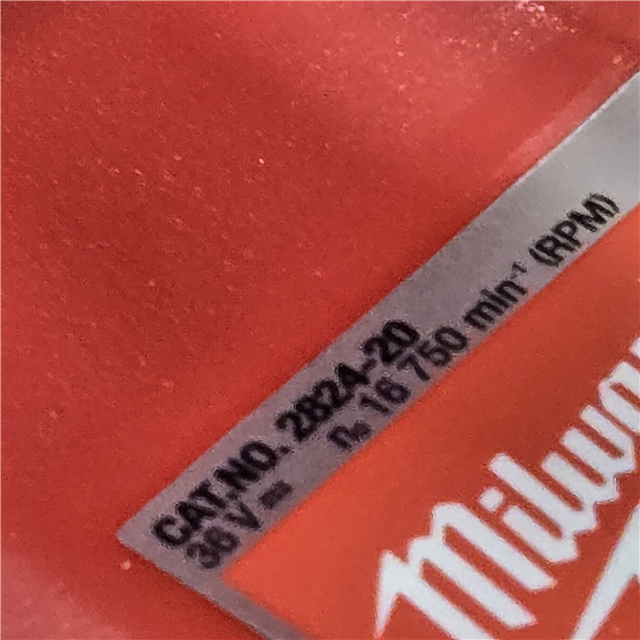 CAT.NO. 2824-20
36 V ⎓ n₀ 16 750 min⁻¹ (RPM)
Milwau